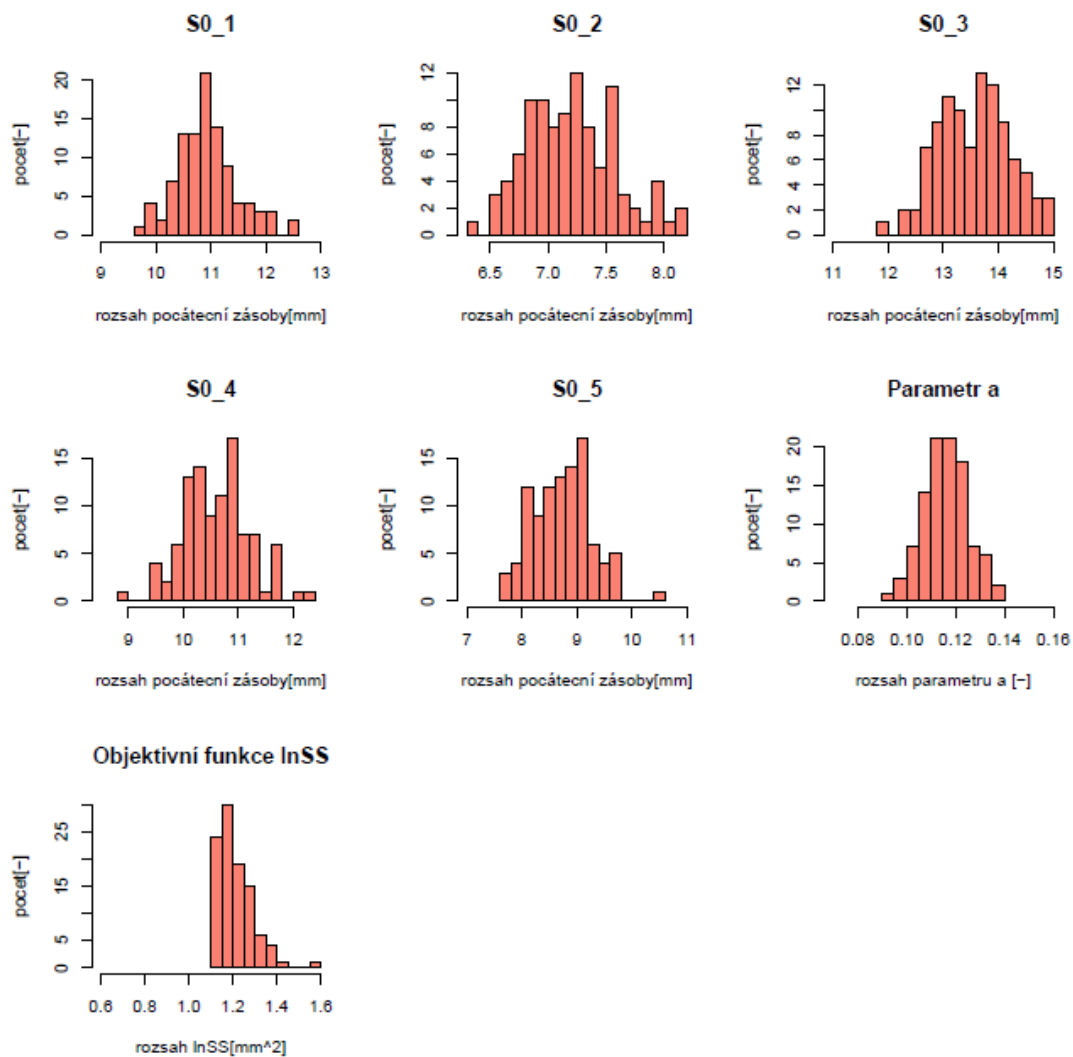 S0_1
S0_2
S0_3
pocet[−]
0 5 10 15 20
9 10 11 12 13
rozsah pocátecní zásoby[mm]
pocet[−]
0 2 4 6 8 12
6.5 7.0 7.5 8.0
rozsah pocátecní zásoby[mm]
pocet[−]
0 2 4 6 8 12
11 12 13 14 15
rozsah pocátecní zásoby[mm]
S0_4
S0_5
Parametr a
pocet[−]
0 5 10 15
9 10 11 12
rozsah pocátecní zásoby[mm]
pocet[−]
0 5 10 15
7 8 9 10 11
rozsah pocátecní zásoby[mm]
pocet[−]
0 5 10 15 20
0.08 0.10 0.12 0.14 0.16
rozsah parametru a [−]
Objektivní funkce lnSS
pocet[−]
0 5 15 25
0.6 0.8 1.0 1.2 1.4 1.6
rozsah lnSS[mm^2]